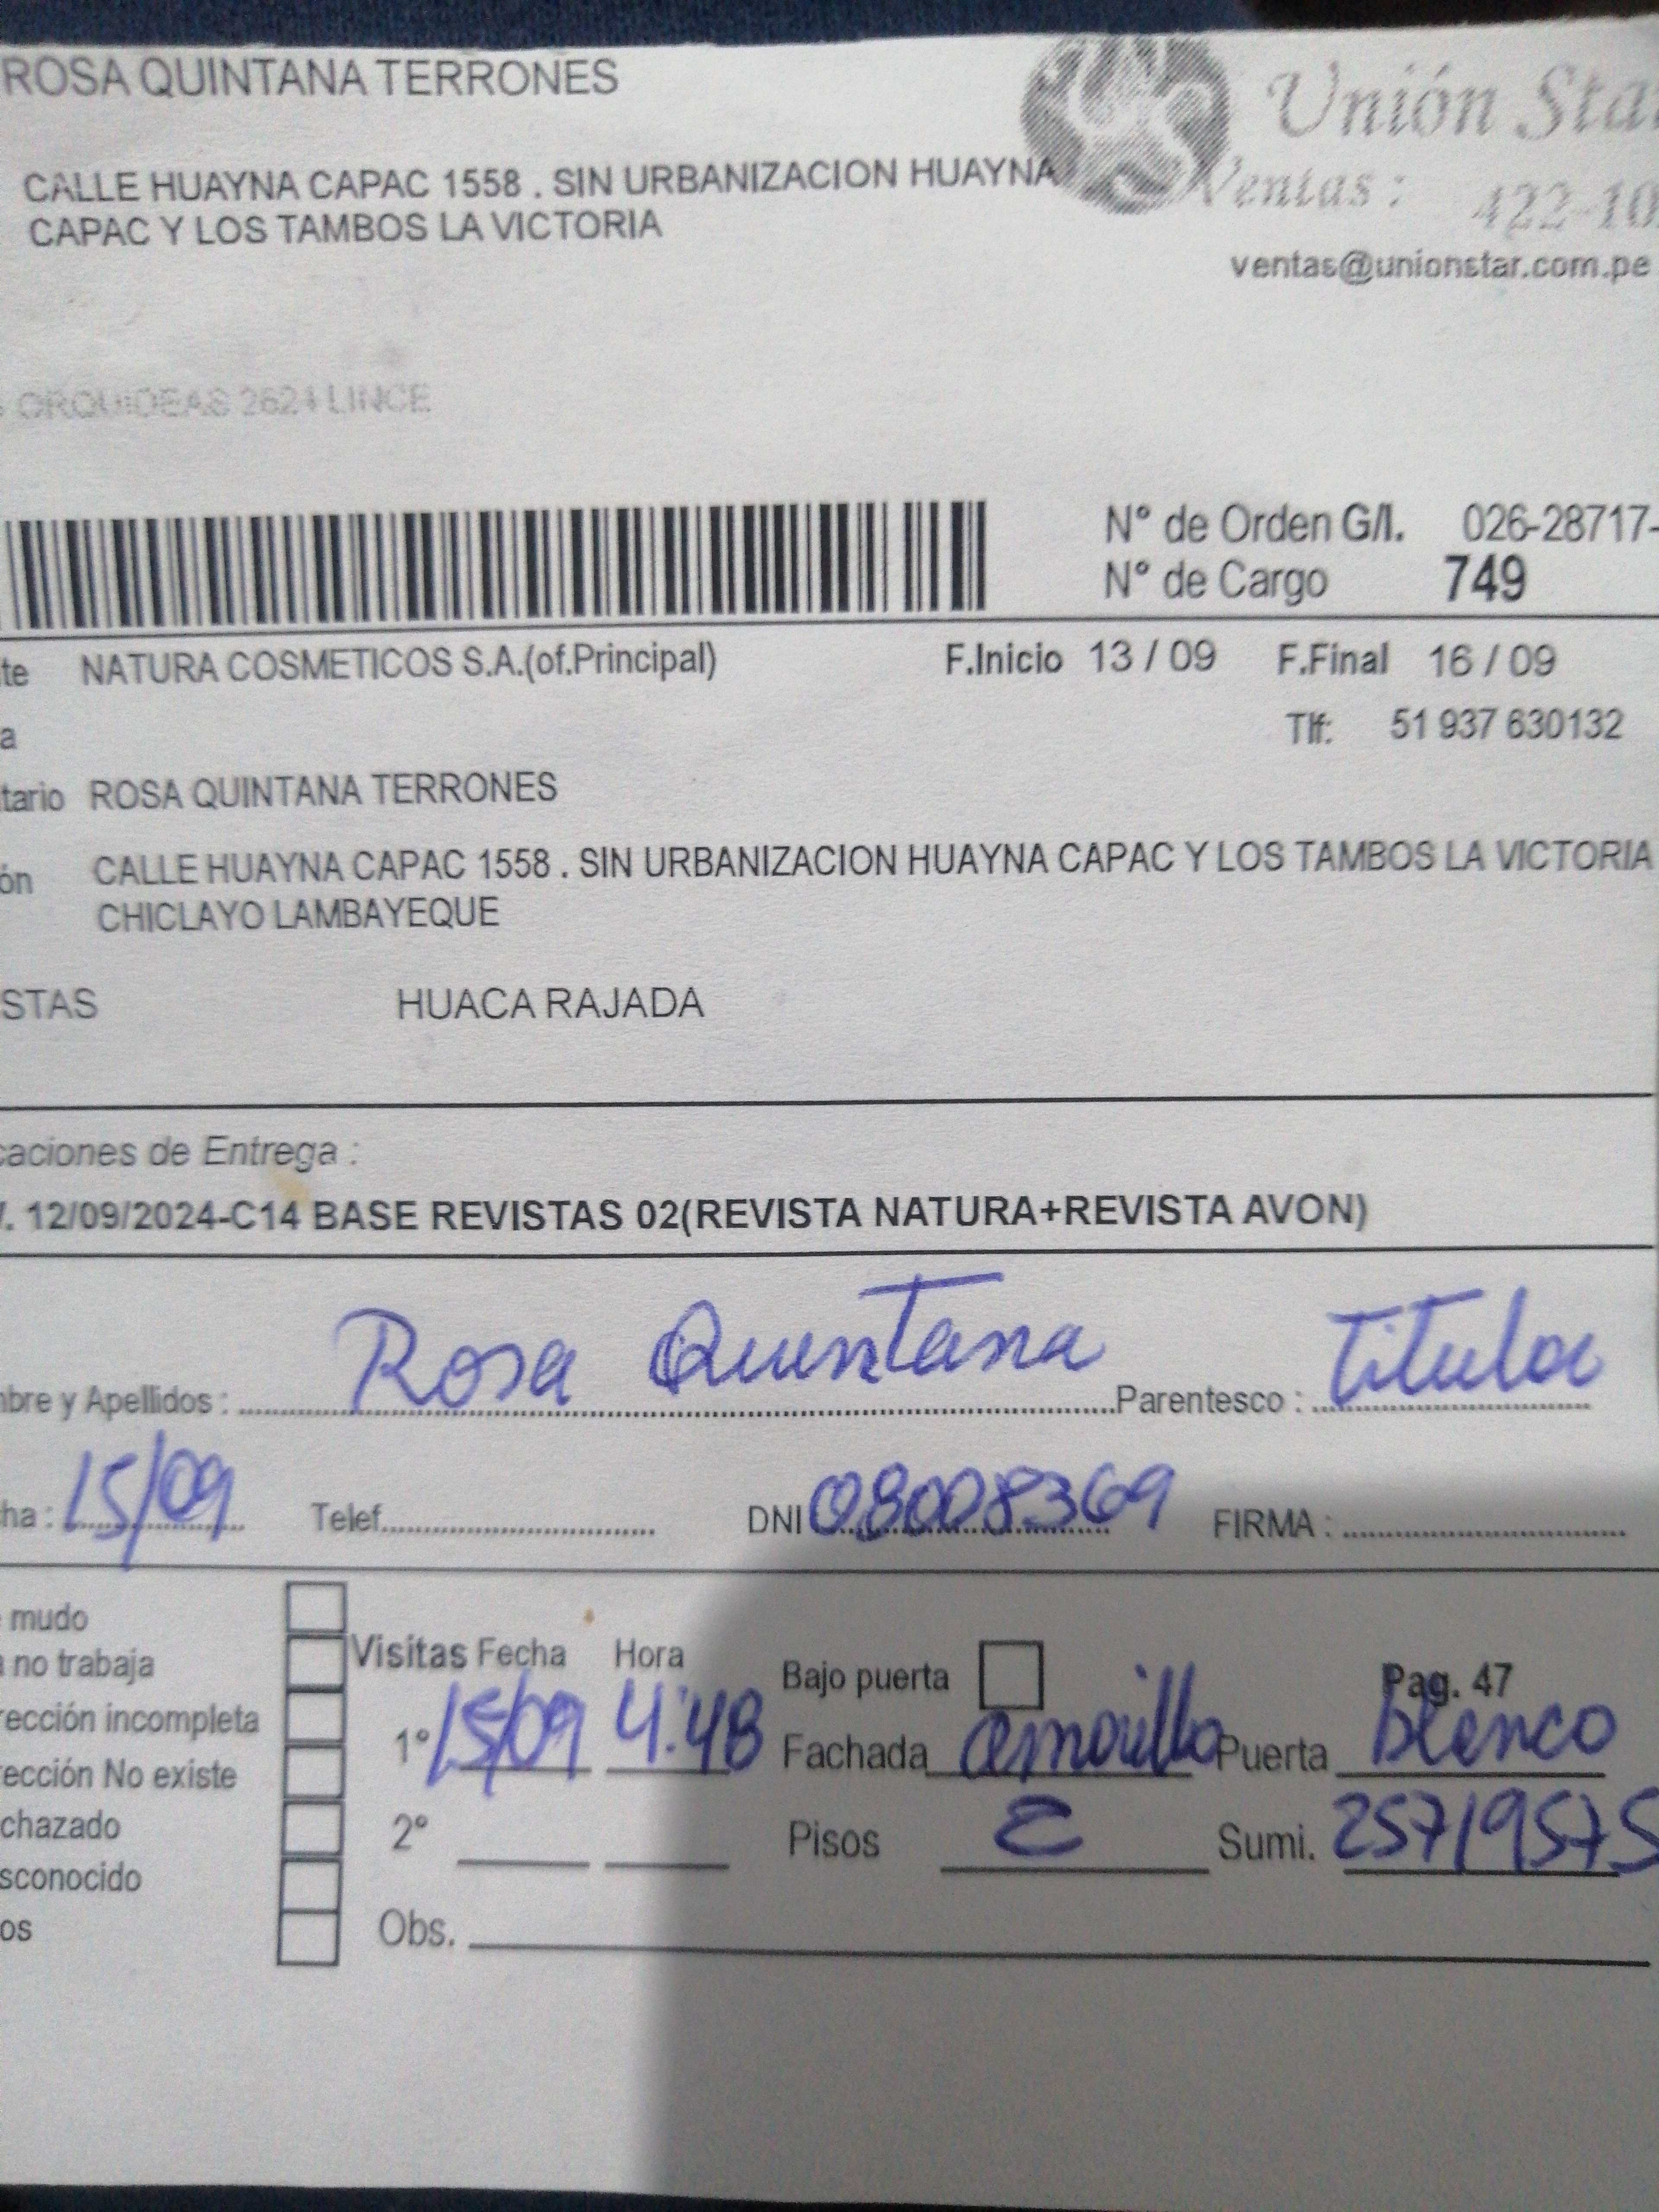 ROSA QUINTANA TERRONES
Unión Star
CALLE HUAYNA CAPAC 1558 . SIN URBANIZACION HUAYNA
CAPAC Y LOS TAMBOS LA VICTORIA
Ventas : 422-10
ventas@unionstar.com.pe
ORQUIDEAS 2624 LINCE
N° de Orden G/I. 026-28717-
N° de Cargo 749
te NATURA COSMETICOS S.A.(of.Principal) F.Inicio 13 / 09 F.Final 16 / 09
a Tlf: 51 937 630132
tario ROSA QUINTANA TERRONES
ón CALLE HUAYNA CAPAC 1558 . SIN URBANIZACION HUAYNA CAPAC Y LOS TAMBOS LA VICTORIA
CHICLAYO LAMBAYEQUE
STAS HUACA RAJADA
caciones de Entrega :
/. 12/09/2024-C14 BASE REVISTAS 02(REVISTA NATURA+REVISTA AVON)
bre y Apellidos : Rosa Quintana Parentesco : Titular
ha : 15/09 Telef. DNI 08008369 FIRMA :
mudo
no trabaja
rección incompleta
rección No existe
chazado
sconocido
os
Visitas Fecha Hora
1° 15/09 4:48
2°
Obs.
Bajo puerta Pag. 47
Fachada amarillo Puerta blanco
Pisos 2 Sumi. 25719575